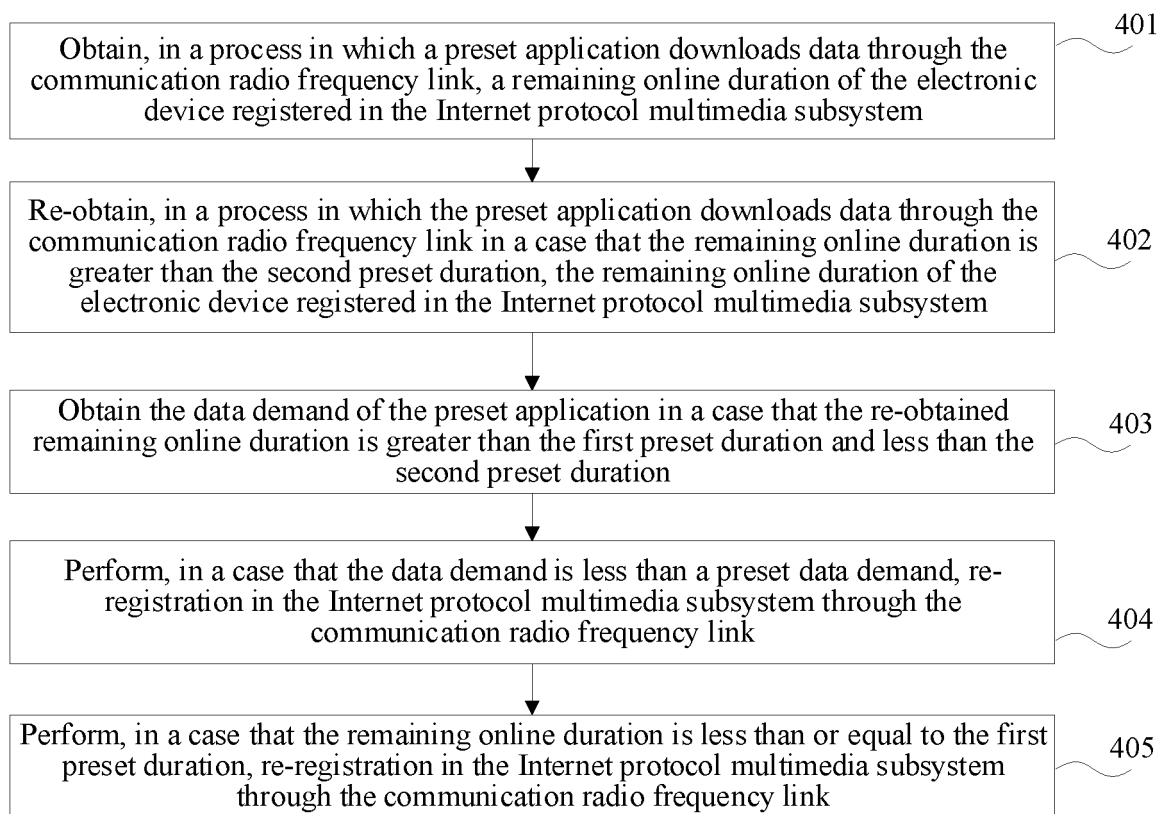 401
Obtain, in a process in which a preset application downloads data through the
communication radio frequency link, a remaining online duration of the electronic
device registered in the Internet protocol multimedia subsystem
Re-obtain, in a process in which the preset application downloads data through the
communication radio frequency link in a case that the remaining online duration is
greater than the second preset duration, the remaining online duration of the
electronic device registered in the Internet protocol multimedia subsystem
402
Obtain the data demand of the preset application in a case that the re-obtained
remaining online duration is greater than the first preset duration and less than the
second preset duration
403
Perform, in a case that the data demand is less than a preset data demand, re-
registration in the Internet protocol multimedia subsystem through the
communication radio frequency link
404
Perform, in a case that the remaining online duration is less than or equal to the first
preset duration, re-registration in the Internet protocol multimedia subsystem
through the communication radio frequency link
405